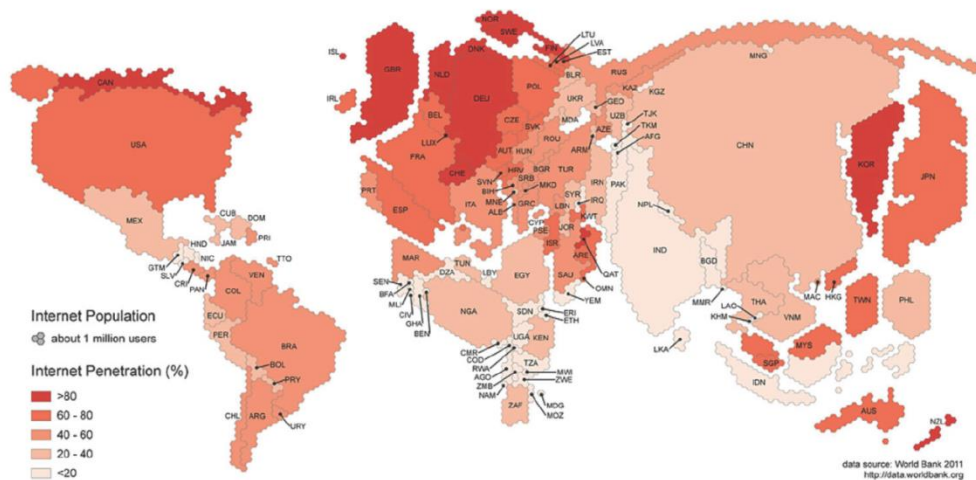 NOR
SWE
FIN
LTU
LVA
EST
ISL
DNK
MNG
CAN
GBR
NLD
DEU
POL
BLR
RUS
KAZ
KGZ
IRL
UKR
GEO
UZB
TJK
BEL
CZE
MDA
TKM
USA
SVK
AZE
AFG
LUX
AUT
HUN
ROU
ARM
CHN
KOR
FRA
HRV
BGR
TUR
JPN
CHE
SRB
SVN
BIH
MKD
IRN
PAK
PRT
ESP
ITA
MNE
ALB
GRC
SYR
LBN
IRQ
NPL
MEX
CUB
DOM
CYP
PSE
JOR
KWT
HND
JAM
PRI
ISR
ARE
IND
BGD
GTM
NIC
TTO
MAR
TUN
QAT
SLV
VEN
DZA
LBY
EGY
SAU
OMN
CRI
PAN
COL
SEN
YEM
MMR
MAC
HKG
BFA
MLI
LAO
THA
TWN
PHL
Internet Population
ECU
CIV
NGA
SDN
ERI
ETH
KHM
VNM
about 1 million users
PER
BRA
GHA
BEN
UGA
KEN
LKA
MYS
CMR
COD
Internet Penetration (%)
BOL
RWA
TZA
SGP
>80
PRY
AGO
MWI
IDN
60 - 80
ZMB
ZWE
40 - 60
CHL
ARG
NAM
ZAF
MDG
AUS
20 - 40
URY
MOZ
NZL
<20
data source: World Bank 2011
http://data.worldbank.org